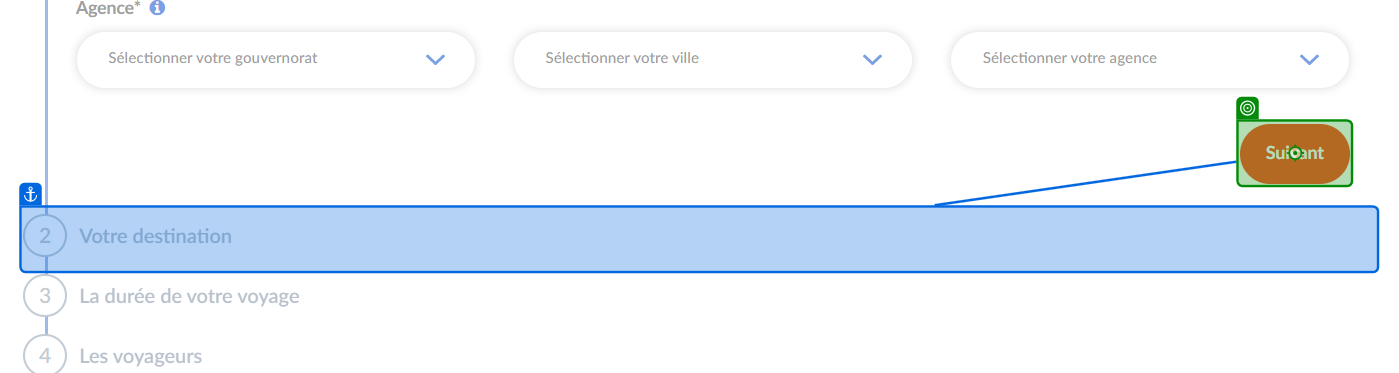 Agence*
Sélectionner votre gouvernorat
Sélectionner votre ville
Sélectionner votre agence
Suivant
2 Votre destination
3 La durée de votre voyage
4 Les voyageurs